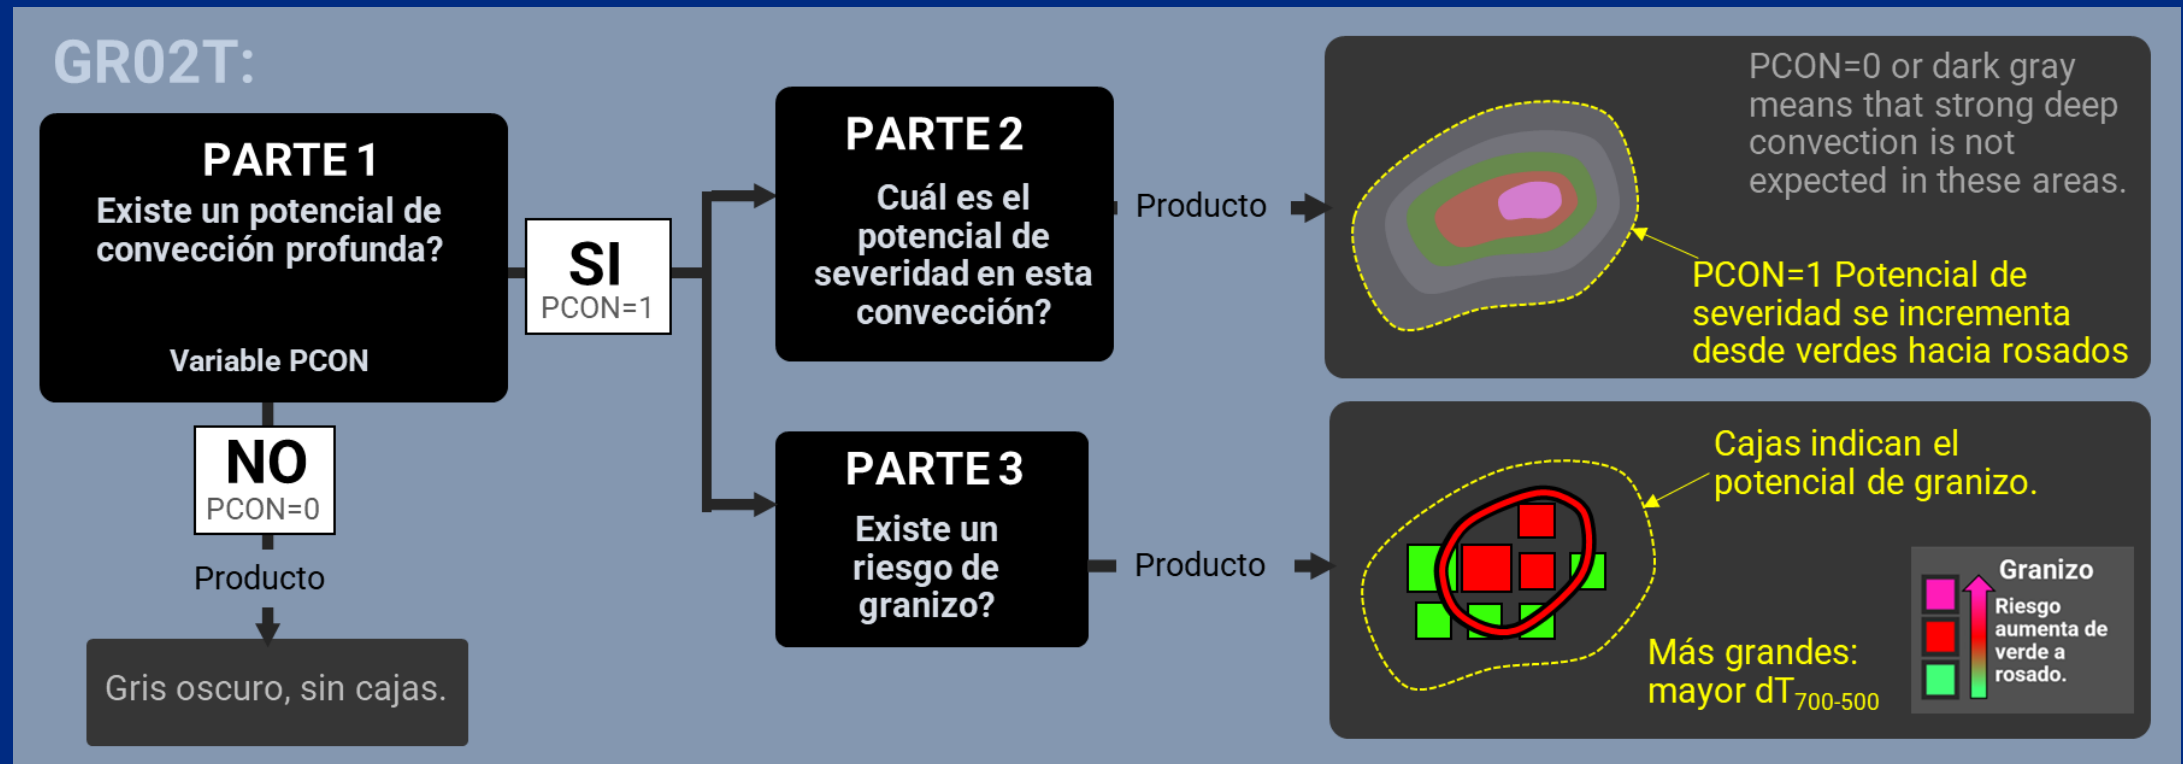 GR02T:
PARTE 1
Existe un potencial de
convección profunda?
Variable PCON
SI
PCON=1
NO
PCON=0
Producto
Gris oscuro, sin cajas.
PARTE 2
Cuál es el
potencial de
severidad en esta
convección?
Producto
PCON=0 or dark gray
means that strong deep
convection is not
expected in these areas.
PCON=1 Potencial de
severidad se incrementa
desde verdes hacia rosados
PARTE 3
Existe un
riesgo de
granizo?
Producto
Cajas indican el
potencial de granizo.
Más grandes:
mayor dT700-500
Granizo
Riesgo
aumenta de
verde a
rosado.